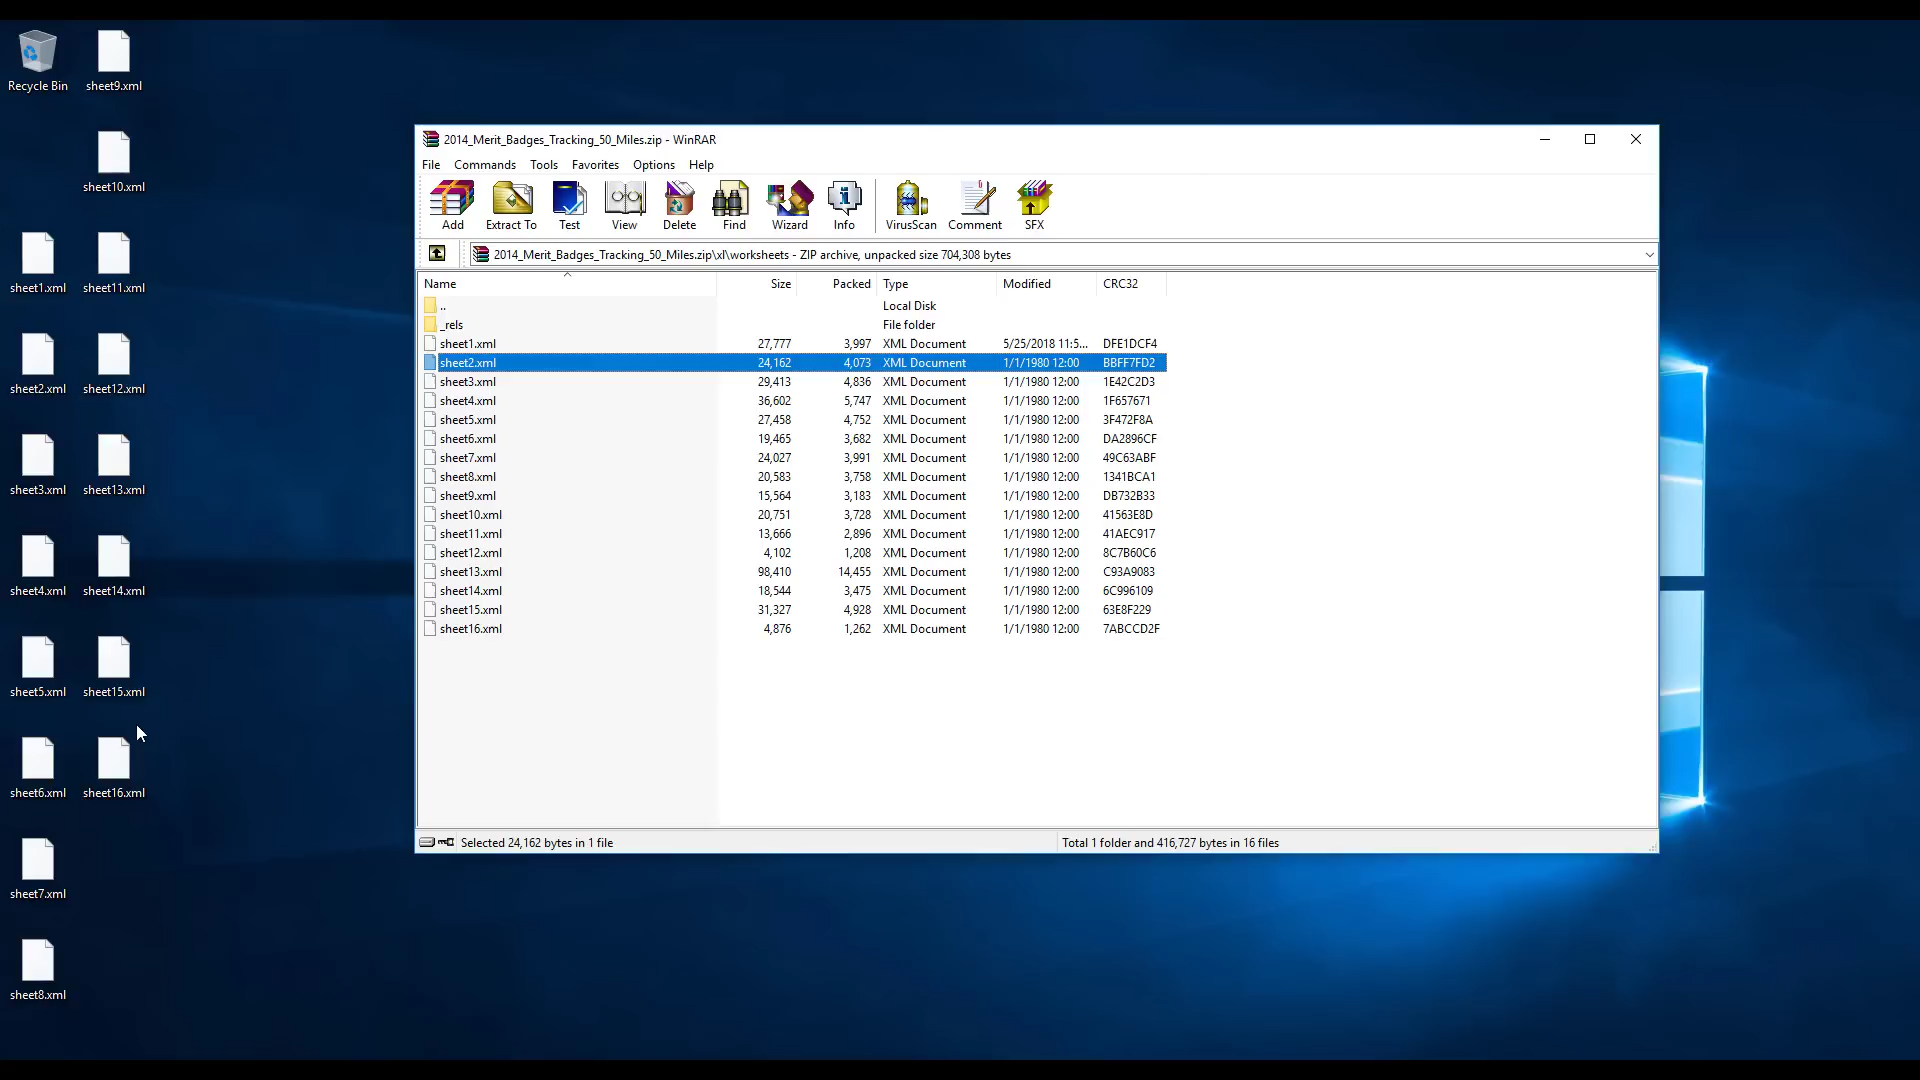 Recycle Bin
sheet9.xml
sheet10.xml
sheet1.xml
sheet11.xml
sheet2.xml
sheet12.xml
sheet3.xml
sheet13.xml
sheet4.xml
sheet14.xml
sheet5.xml
sheet15.xml
sheet6.xml
sheet16.xml
sheet7.xml
sheet8.xml
2014_Merit_Badges_Tracking_50_Miles.zip - WinRAR
File Commands Tools Favorites Options Help
Add Extract To Test View Delete Find Wizard Info VirusScan Comment SFX
2014_Merit_Badges_Tracking_50_Miles.zip\xl\worksheets - ZIP archive, unpacked size 704,308 bytes
Name Size Packed Type Modified CRC32
.. Local Disk
_rels File folder
sheet1.xml 27,777 3,997 XML Document 5/25/2018 11:5... DFE1DCF4
sheet2.xml 24,162 4,073 XML Document 1/1/1980 12:00 BBFF7FD2
sheet3.xml 29,413 4,836 XML Document 1/1/1980 12:00 1E42C2D3
sheet4.xml 36,602 5,747 XML Document 1/1/1980 12:00 1F657671
sheet5.xml 27,458 4,752 XML Document 1/1/1980 12:00 3F472F8A
sheet6.xml 19,465 3,682 XML Document 1/1/1980 12:00 DA2896CF
sheet7.xml 24,027 3,991 XML Document 1/1/1980 12:00 49C63ABF
sheet8.xml 20,583 3,758 XML Document 1/1/1980 12:00 1341BCA1
sheet9.xml 15,564 3,183 XML Document 1/1/1980 12:00 DB732B33
sheet10.xml 20,751 3,728 XML Document 1/1/1980 12:00 41563E8D
sheet11.xml 13,666 2,896 XML Document 1/1/1980 12:00 41AEC917
sheet12.xml 4,102 1,208 XML Document 1/1/1980 12:00 8C7B60C6
sheet13.xml 98,410 14,455 XML Document 1/1/1980 12:00 C93A9083
sheet14.xml 18,544 3,475 XML Document 1/1/1980 12:00 6C996109
sheet15.xml 31,327 4,928 XML Document 1/1/1980 12:00 63E8F229
sheet16.xml 4,876 1,262 XML Document 1/1/1980 12:00 7ABCCD2F
Selected 24,162 bytes in 1 file
Total 1 folder and 416,727 bytes in 16 files